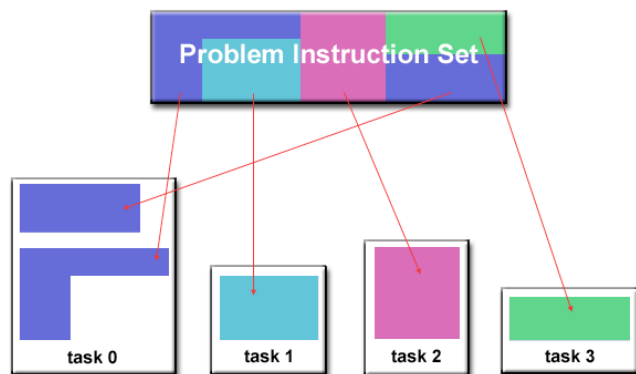 Problem Instruction Set
task 0
task 1
task 2
task 3